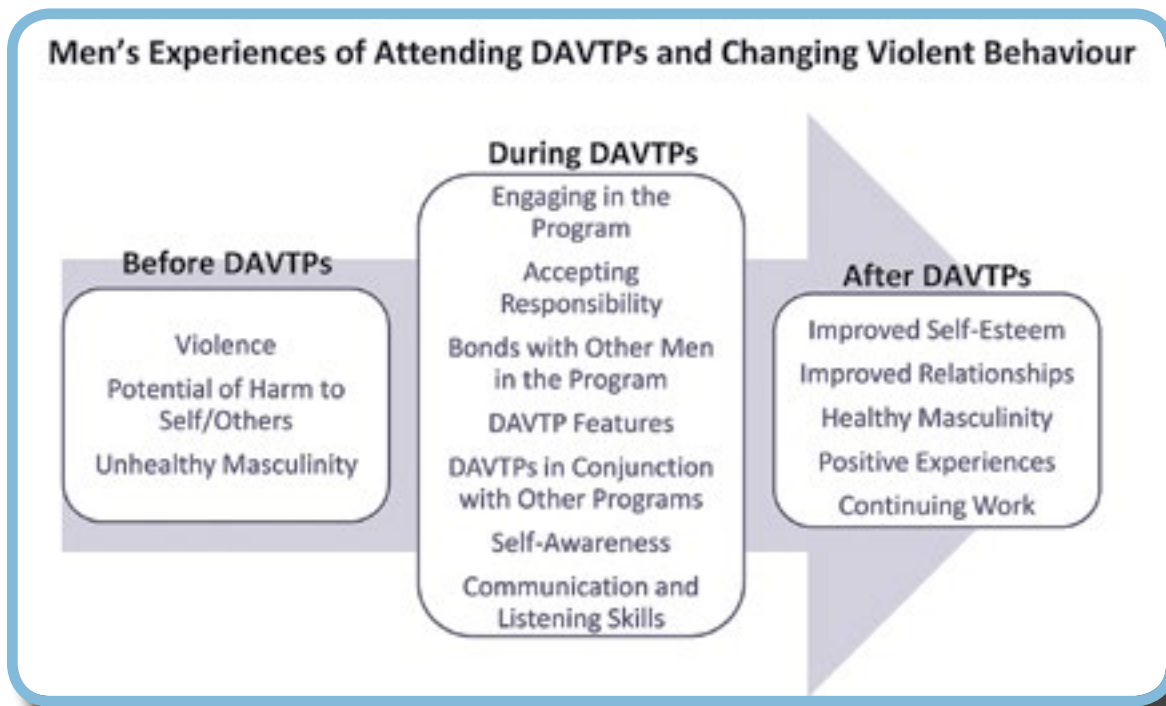 Men's Experiences of Attending DAVTPs and Changing Violent Behaviour
Before DAVTPs
Violence
Potential of Harm to
Self/Others
Unhealthy Masculinity
During DAVTPs
Engaging in the
Program
Accepting
Responsibility
Bonds with Other Men
in the Program
DAVTP Features
DAVTPs in Conjunction
with Other Programs
Self-Awareness
Communication and
Listening Skills
After DAVTPs
Improved Self-Esteem
Improved Relationships
Healthy Masculinity
Positive Experiences
Continuing Work